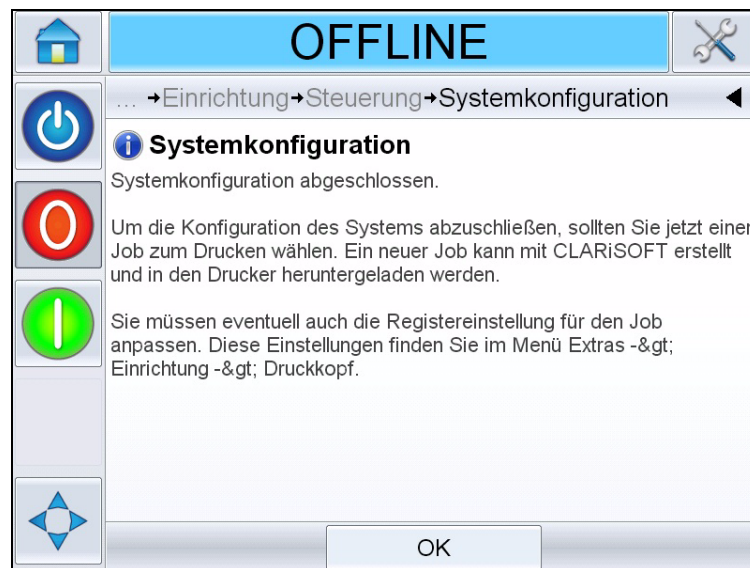 OFFLINE
... →Einrichtung→Steuerung→Systemkonfiguration
Systemkonfiguration
Systemkonfiguration abgeschlossen.
Um die Konfiguration des Systems abzuschließen, sollten Sie jetzt einen
Job zum Drucken wählen. Ein neuer Job kann mit CLARiSOFT erstellt
und in den Drucker heruntergeladen werden.
Sie müssen eventuell auch die Registereinstellung für den Job
anpassen. Diese Einstellungen finden Sie im Menü Extras -&gt;
Einrichtung -&gt; Druckkopf.
OK